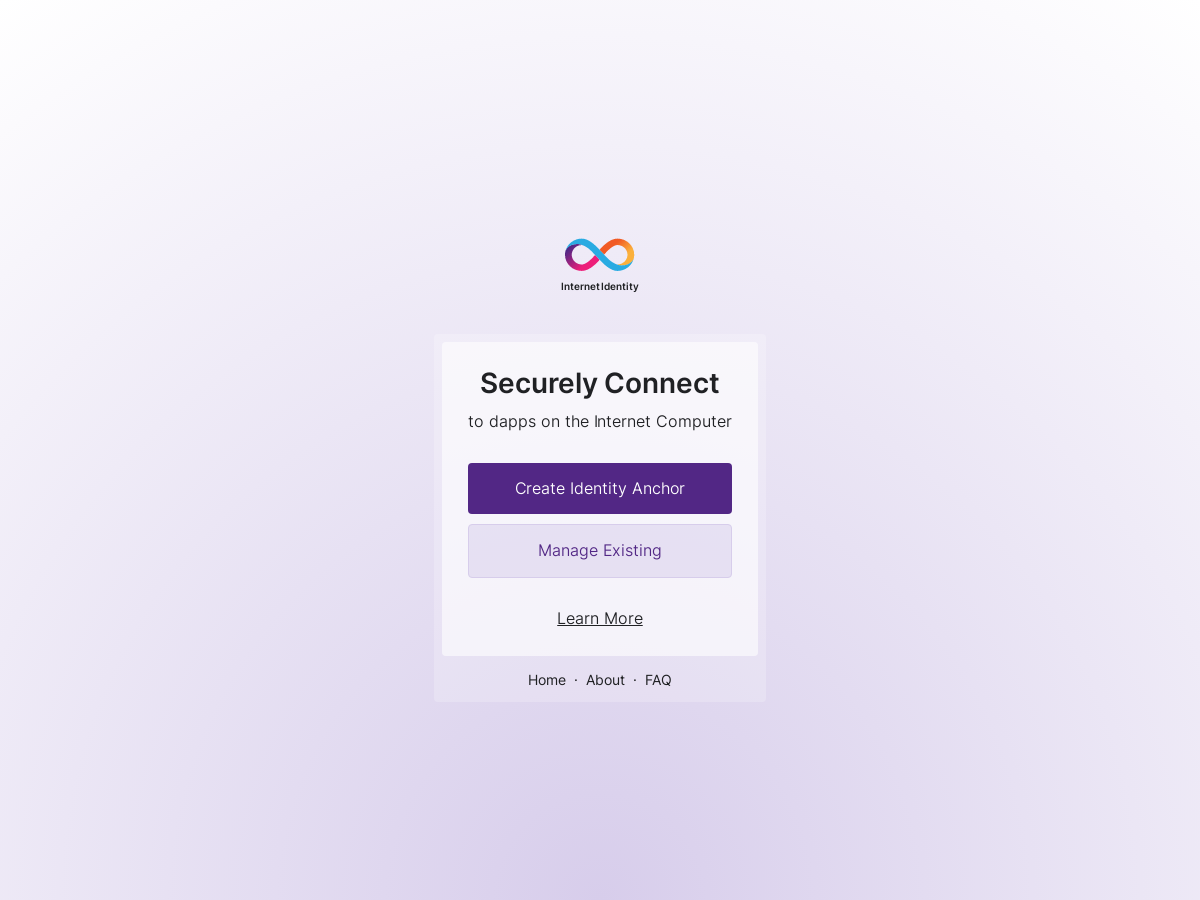 Internet Identity
Securely Connect
to dapps on the Internet Computer
Create Identity Anchor
Manage Existing
Learn More
Home · About · FAQ